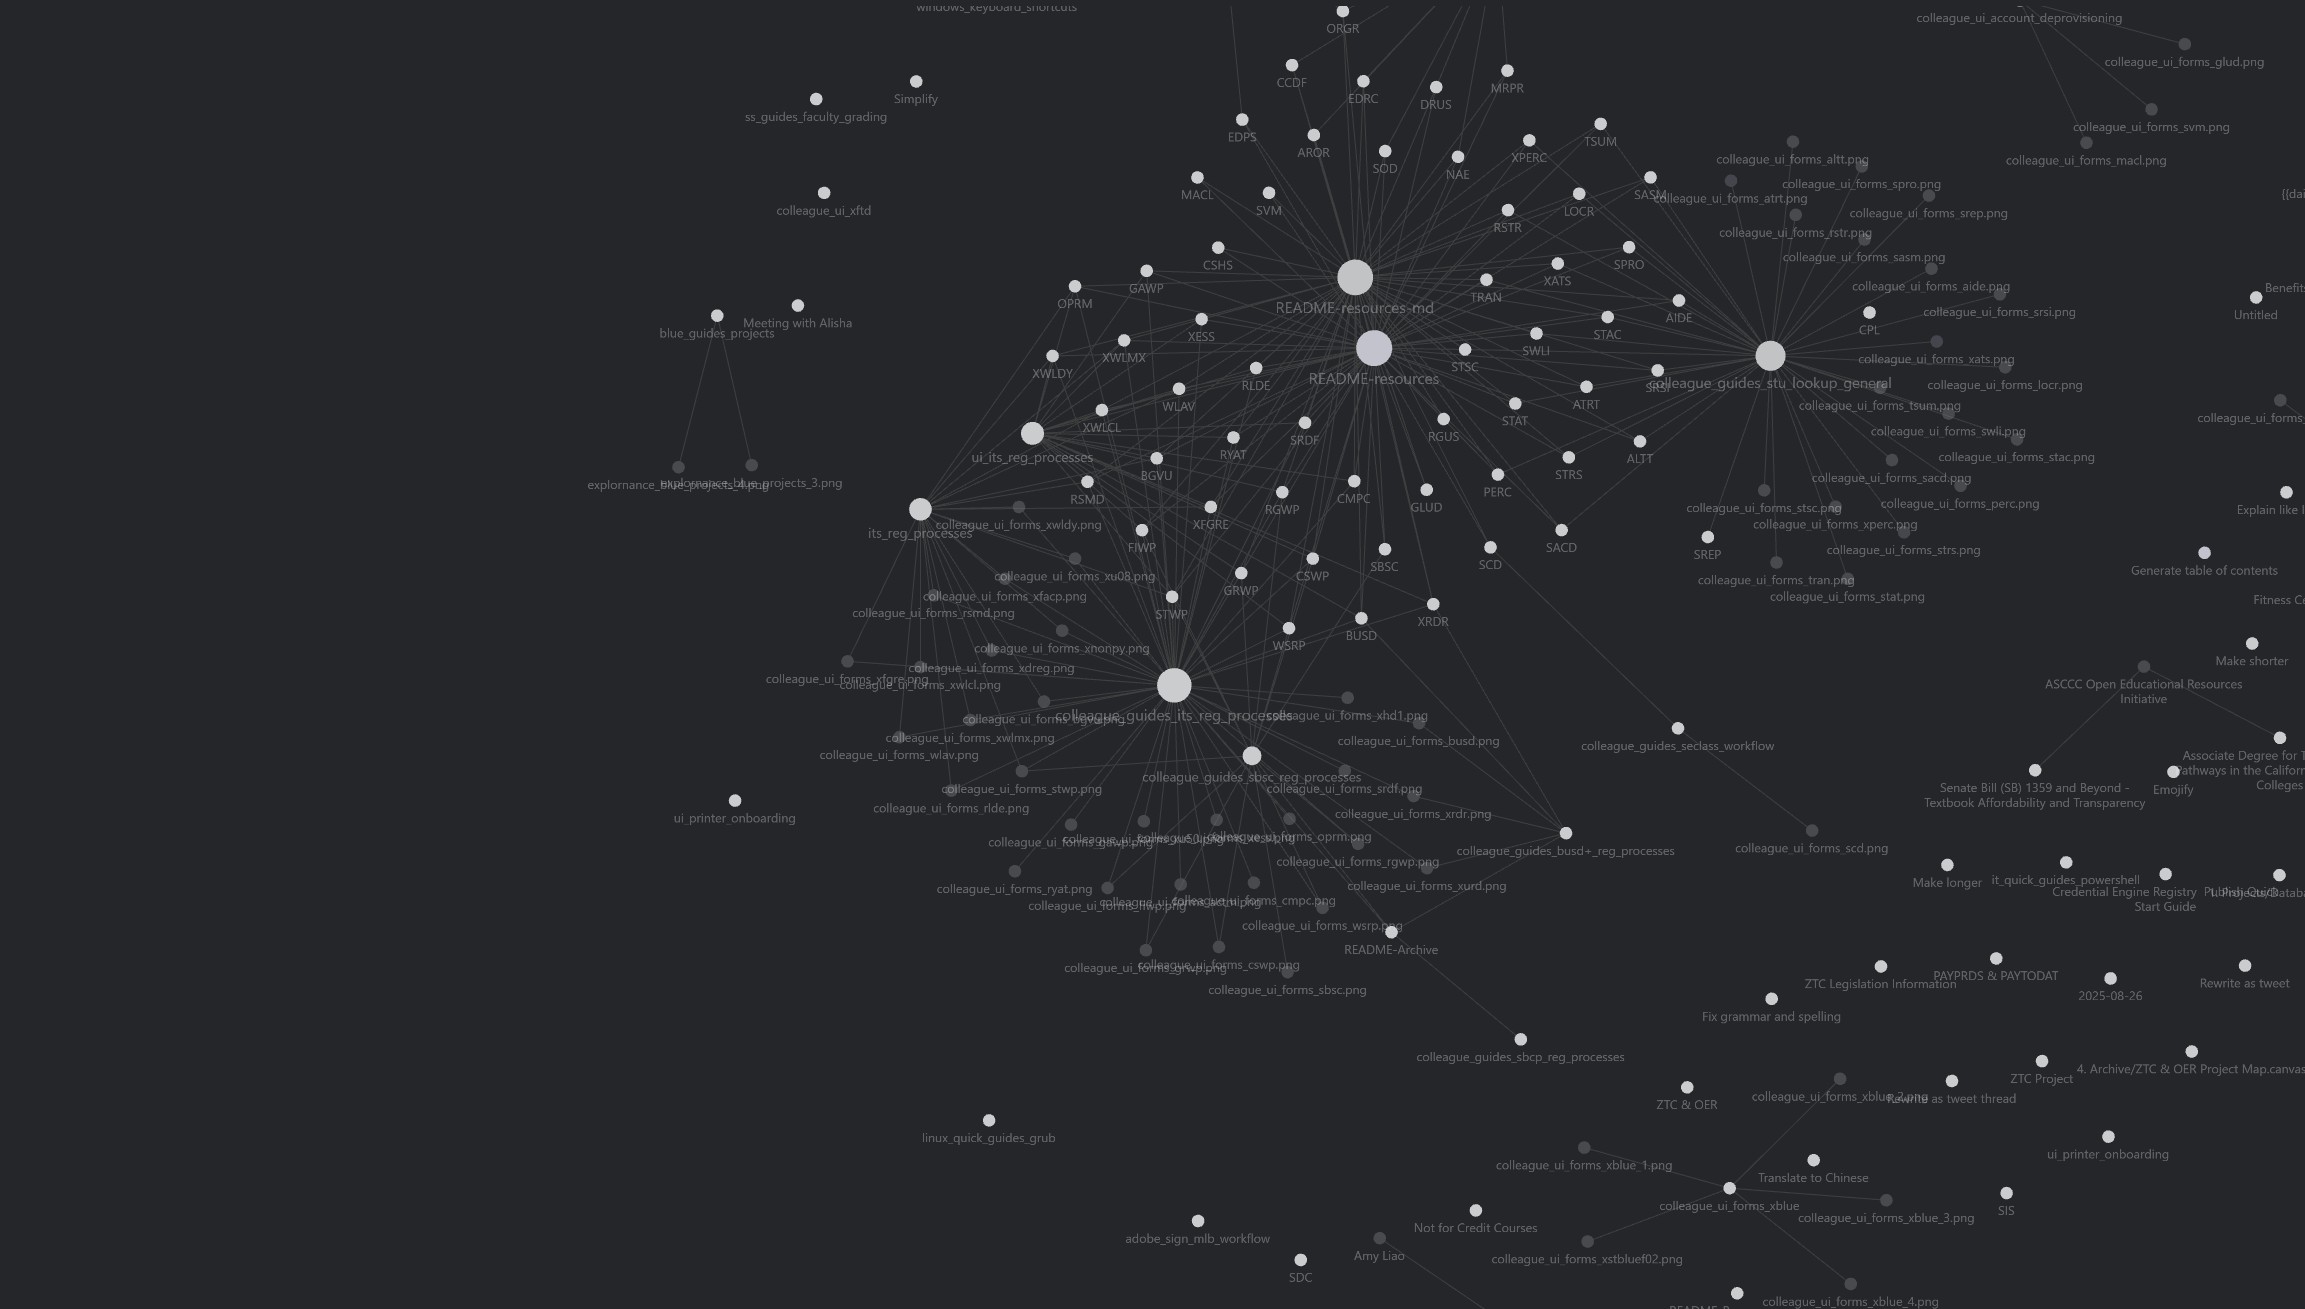 windows_keyboard_shortcuts
colleague_ui_account_deprovisioning
ORGR
colleague_ui_forms_glud.png
CCDF
MRPR
Simplify
EDRC
DRUS
ss_guides_faculty_grading
colleague_ui_forms_svm.png
EDPS
AROR
TSUM
XPERC
SOD
NAE
colleague_ui_forms_altt.png
colleague_ui_forms_macl.png
colleague_ui_forms_spro.png
MACL
SVM
SASM
colleague_ui_forms_atrt.png
{{dai
colleague_ui_xftd
LOCR
colleague_ui_forms_srep.png
RSTR
colleague_ui_forms_rstr.png
CSHS
SPRO
colleague_ui_forms_sasm.png
GAWP
XATS
colleague_ui_forms_aide.png
Benefits
OPRM
README-resources-md
TRAN
AIDE
colleague_ui_forms_srsi.png
Untitled
Meeting with Alisha
blue_guides_projects
XESS
STAC
CPL
XWLMX
SWLI
colleague_ui_forms_xats.png
XWLDY
README-resources
STSC
SRSI
colleague_guides_stu_lookup_general
colleague_ui_forms_locr.png
RLDE
WLAV
ATRT
colleague_ui_forms_tsum.png
colleague_ui_forms_
XWLCL
STAT
colleague_ui_forms_swli.png
SRDF
RGUS
ui_its_reg_processes
RYAT
ALTT
colleague_ui_forms_stac.png
BGVU
STRS
colleague_ui_forms_sacd.png
explornance_blue_projects_4.png
explornance_blue_projects_3.png
RSMD
CMPC
PERC
colleague_ui_forms_perc.png
RGWP
GLUD
colleague_ui_forms_stsc.png
Explain like I
colleague_ui_forms_xwldy.png
XFGRE
colleague_ui_forms_xperc.png
its_reg_processes
FIWP
SACD
SREP
colleague_ui_forms_strs.png
SBSC
SCD
Generate table of contents
colleague_ui_forms_xu08.png
CSWP
colleague_ui_forms_tran.png
colleague_ui_forms_xfacp.png
GRWP
colleague_ui_forms_stat.png
Fitness Ce
colleague_ui_forms_rsmd.png
STWP
XRDR
BUSD
WSRP
colleague_ui_forms_xnonpy.png
Make shorter
colleague_ui_forms_xdreg.png
colleague_ui_forms_xfgre.png
colleague_ui_forms_xwlcl.png
ASCCC Open Educational Resources
Initiative
colleague_guides_its_reg_processes
colleague_ui_forms_xhd1.png
colleague_ui_forms_xwlmx.png
colleague_ui_forms_busd.png
colleague_guides_seclass_workflow
colleague_ui_forms_wlav.png
Associate Degree for T
Pathways in the Californ
Colleges
colleague_guides_sbsc_reg_processes
colleague_ui_forms_stwp.png
colleague_ui_forms_srdf.png
Senate Bill (SB) 1359 and Beyond -
Textbook Affordability and Transparency
Emojify
colleague_ui_forms_rlde.png
colleague_ui_forms_xrdr.png
ui_printer_onboarding
colleague_ui_forms_oprm.png
colleague_guides_busd+_reg_processes
colleague_ui_forms_scd.png
colleague_ui_forms_rgwp.png
Make longer
it_quick_guides_powershell
colleague_ui_forms_ryat.png
colleague_ui_forms_xurd.png
Credential Engine Registry
Start Guide
colleague_ui_forms_cmpc.png
colleague_ui_forms_wsrp.png
README-Archive
colleague_ui_forms_grwp.png
colleague_ui_forms_cswp.png
PAYPRDS & PAYTODAT
ZTC Legislation Information
Rewrite as tweet
colleague_ui_forms_sbsc.png
2025-08-26
Fix grammar and spelling
colleague_guides_sbcp_reg_processes
4. Archive/ZTC & OER Project Map.canvas
ZTC Project
ZTC & OER
colleague_ui_forms_xblue_2.png
Rewrite as tweet thread
linux_quick_guides_grub
ui_printer_onboarding
colleague_ui_forms_xblue_1.png
Translate to Chinese
colleague_ui_forms_xblue
SIS
colleague_ui_forms_xblue_3.png
Not for Credit Courses
adobe_sign_mlb_workflow
Amy Liao
colleague_ui_forms_xstbluef02.png
SDC
colleague_ui_forms_xblue_4.png